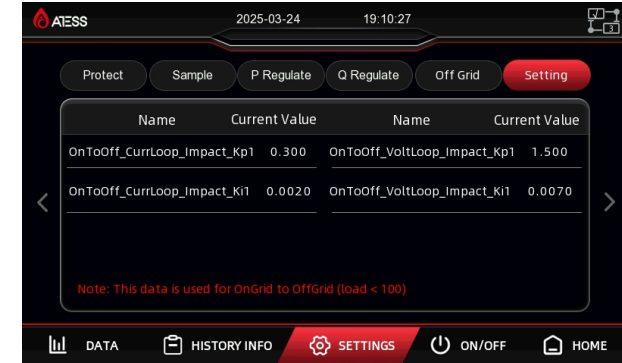 ATESS 2025-03-24 19:10:27
3
Protect Sample P Regulate Q Regulate Off Grid Setting
Name Current Value Name Current Value
OnToOff_CurrLoop_Impact_Kp1 0.300 OnToOff_VoltLoop_Impact_Kp1 1.500
OnToOff_CurrLoop_Impact_Ki1 0.0020 OnToOff_VoltLoop_Impact_Ki1 0.0070
Note: This data is used for OnGrid to OffGrid (load < 100)
DATA HISTORY INFO SETTINGS ON/OFF HOME